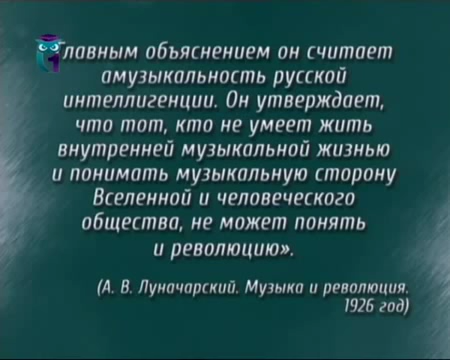 лавным объяснением он считает
амузыкальность русской
интеллигенции. Он утверждает,
что тот, кто не умеет жить
внутренней музыкальной жизнью
и понимать музыкальную сторону
Вселенной и человеческого
общества, не может понять
и революцию».
(А. В. Луначарский. Музыка и революция.
1926 год)